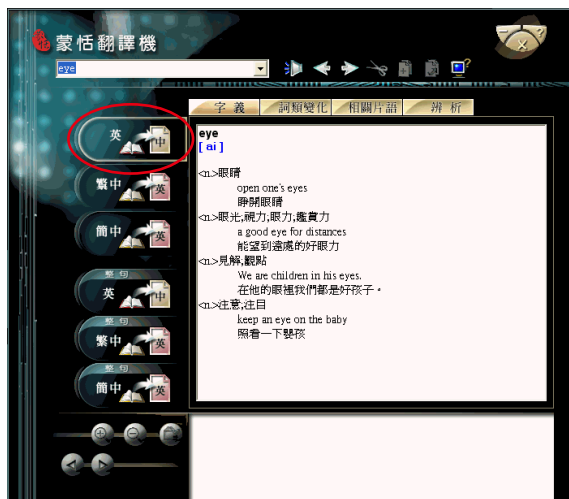 蒙恬翻譯機
eye
字義 詞類變化 相關片語 辨析
英 中
繁中 英
簡中 英
整句
英 中
整句
繁中 英
整句
簡中 英
eye
[ ai ]
<n.>眼睛
open one's eyes
睜開眼睛
<n.>眼光,視力,眼力,鑑賞力
a good eye for distances
能望到遠處的好眼力
<n.>見解,觀點
We are children in his eyes.
在他的眼裡我們都是好孩子。
<n.>注意,注目
keep an eye on the baby
照看一下嬰孩